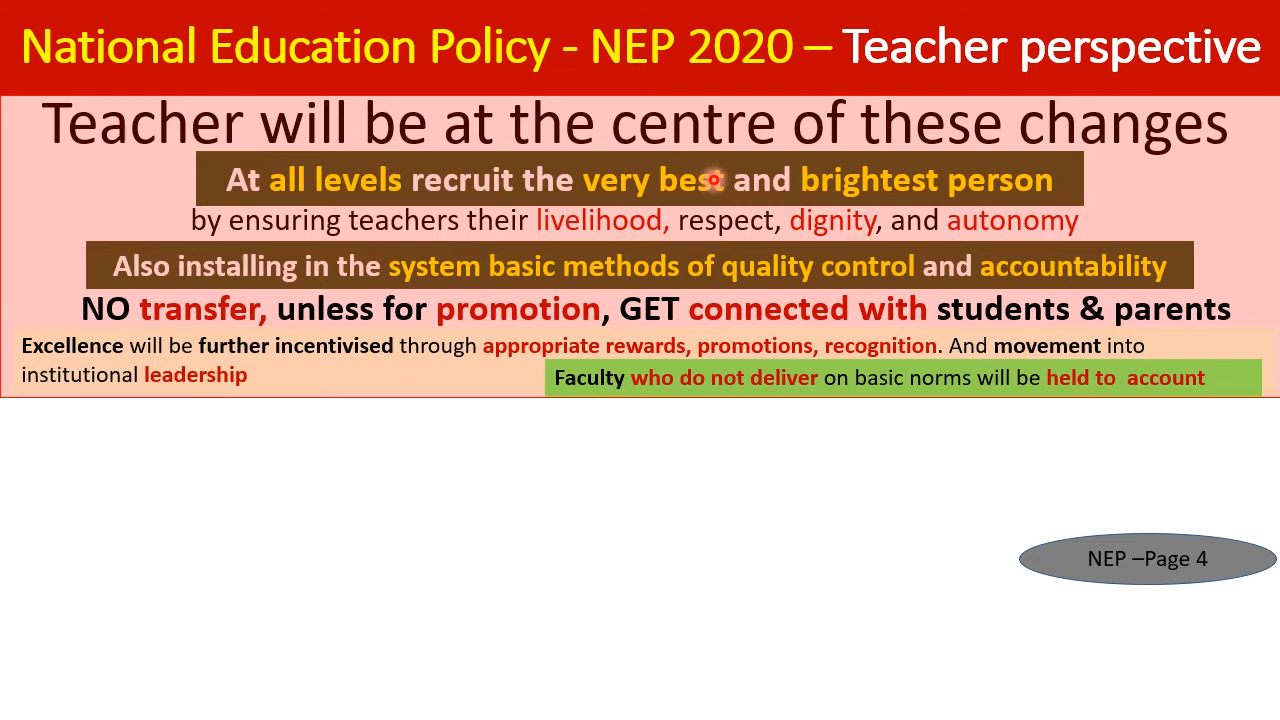 National Education Policy - NEP 2020 – Teacher perspective
Teacher will be at the centre of these changes
At all levels recruit the very best and brightest person
by ensuring teachers their livelihood, respect, dignity, and autonomy
Also installing in the system basic methods of quality control and accountability
NO transfer, unless for promotion, GET connected with students & parents
Excellence will be further incentivised through appropriate rewards, promotions, recognition. And movement into
institutional leadership
Faculty who do not deliver on basic norms will be held to account
NEP –Page 4